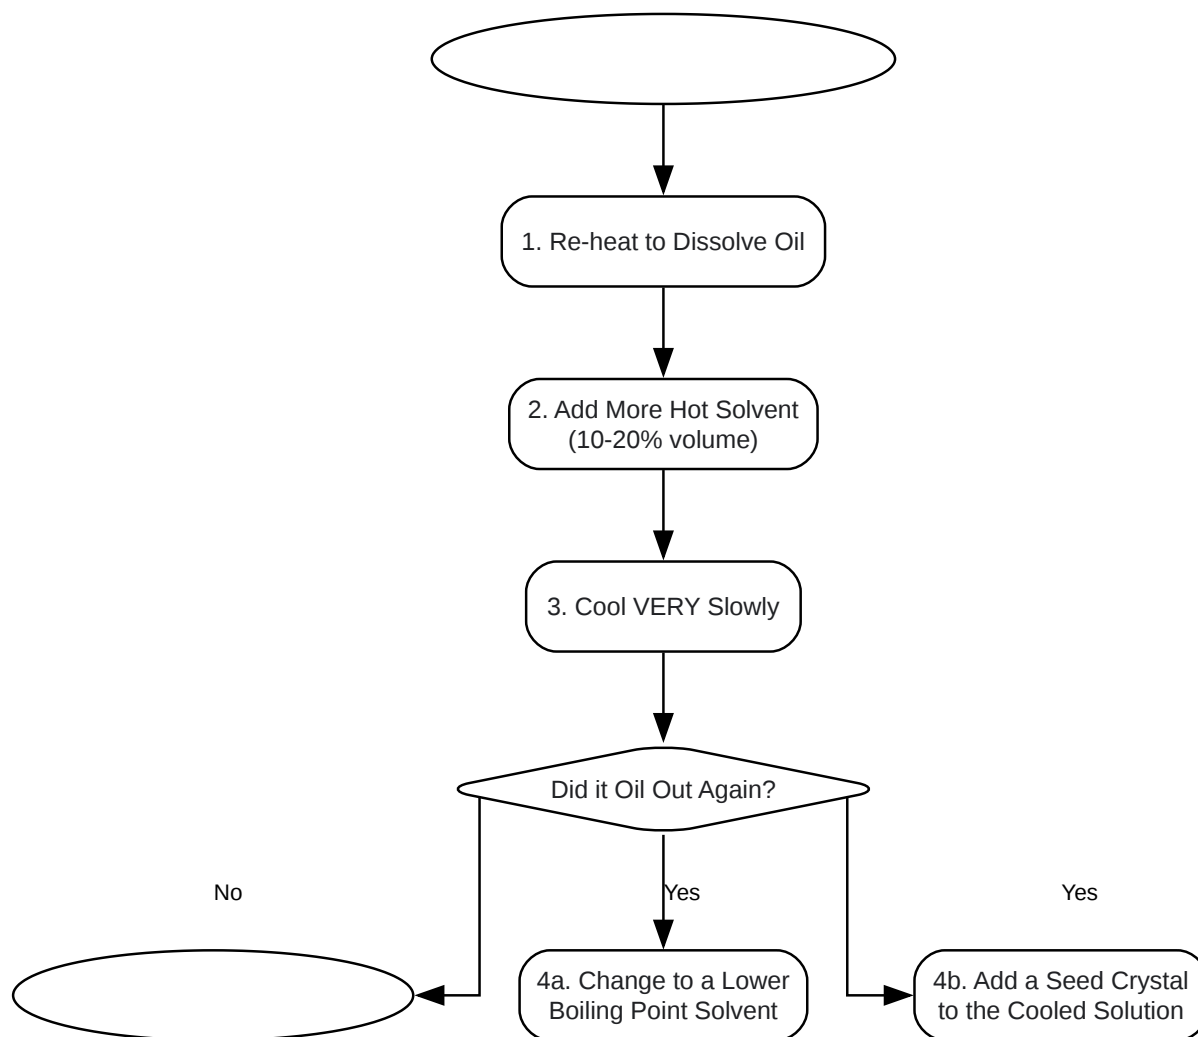 1. Re-heat to Dissolve Oil
2. Add More Hot Solvent
(10-20% volume)
3. Cool VERY Slowly
Did it Oil Out Again?
No
Yes
Yes
4a. Change to a Lower
Boiling Point Solvent
4b. Add a Seed Crystal
to the Cooled Solution